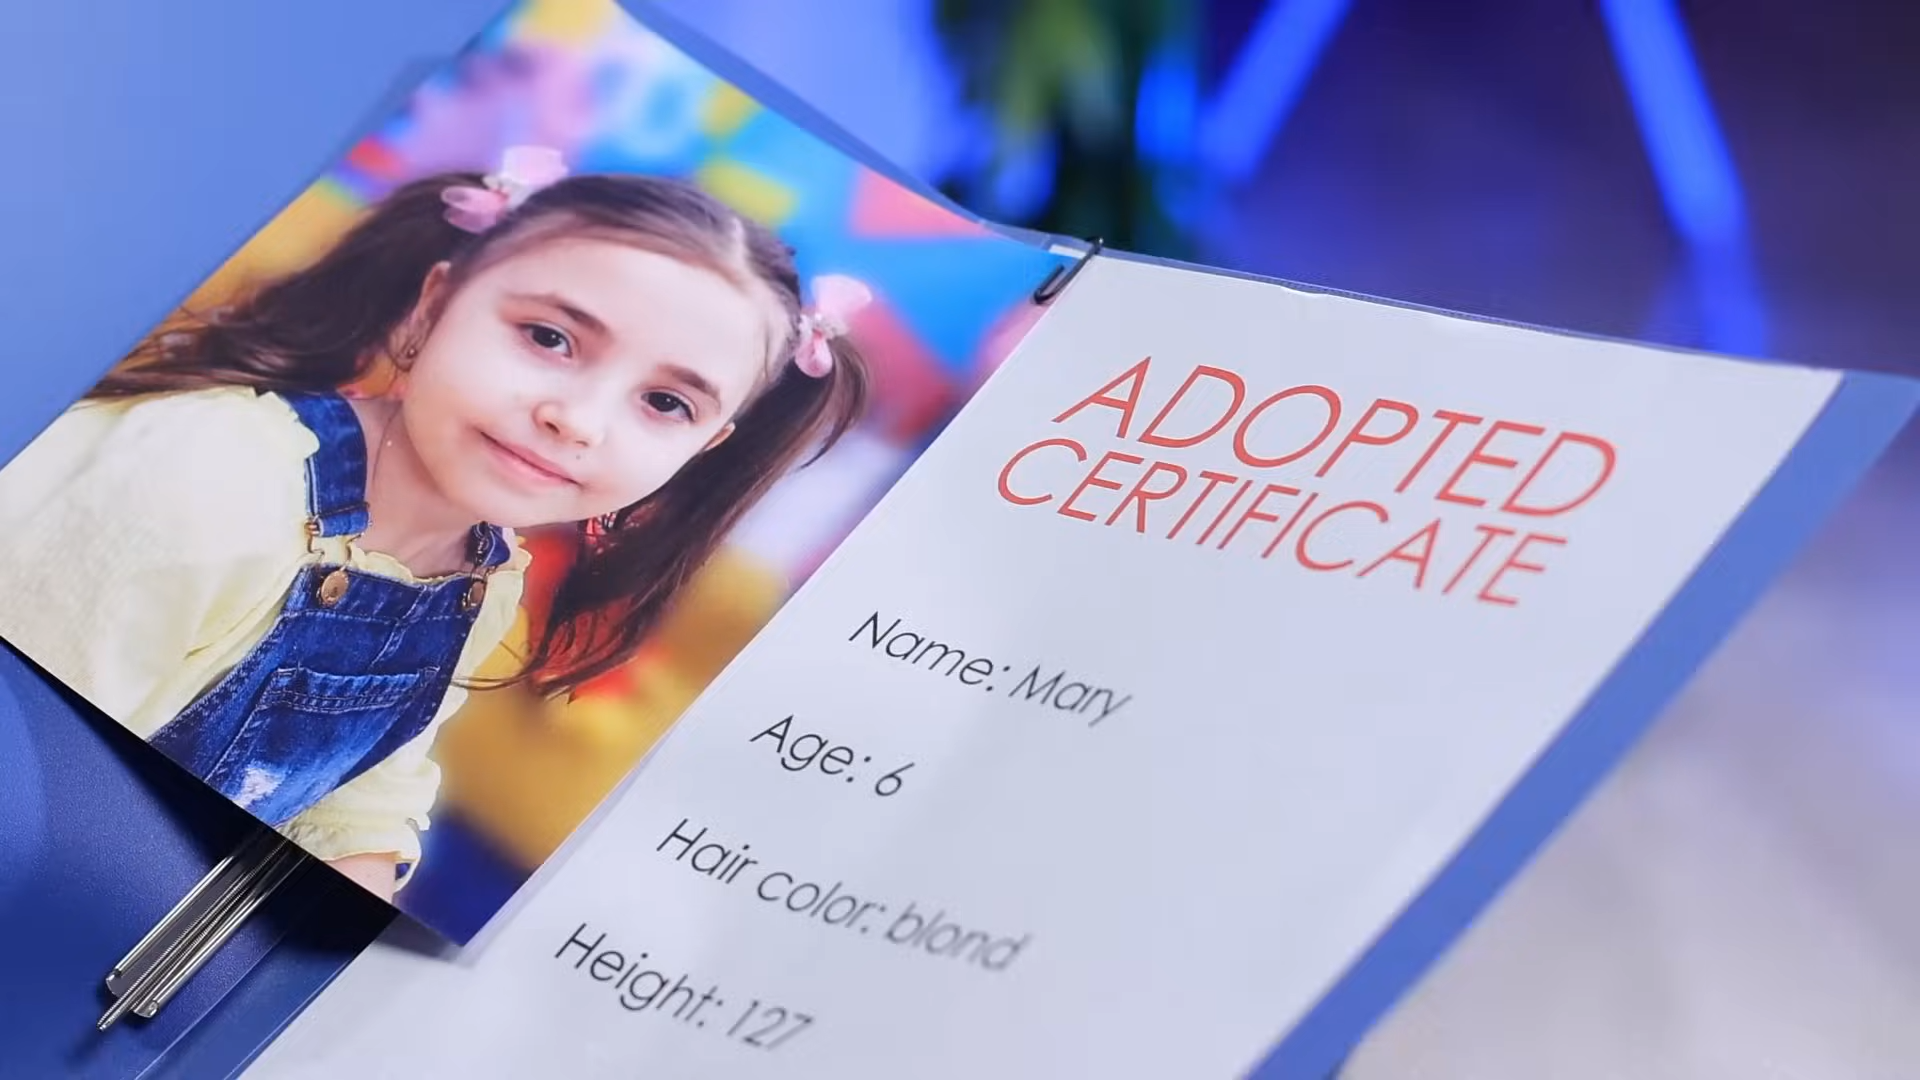 ADOPTED
CERTIFICATE
Name: Mary
Age: 6
Hair color: blond
Height: 127